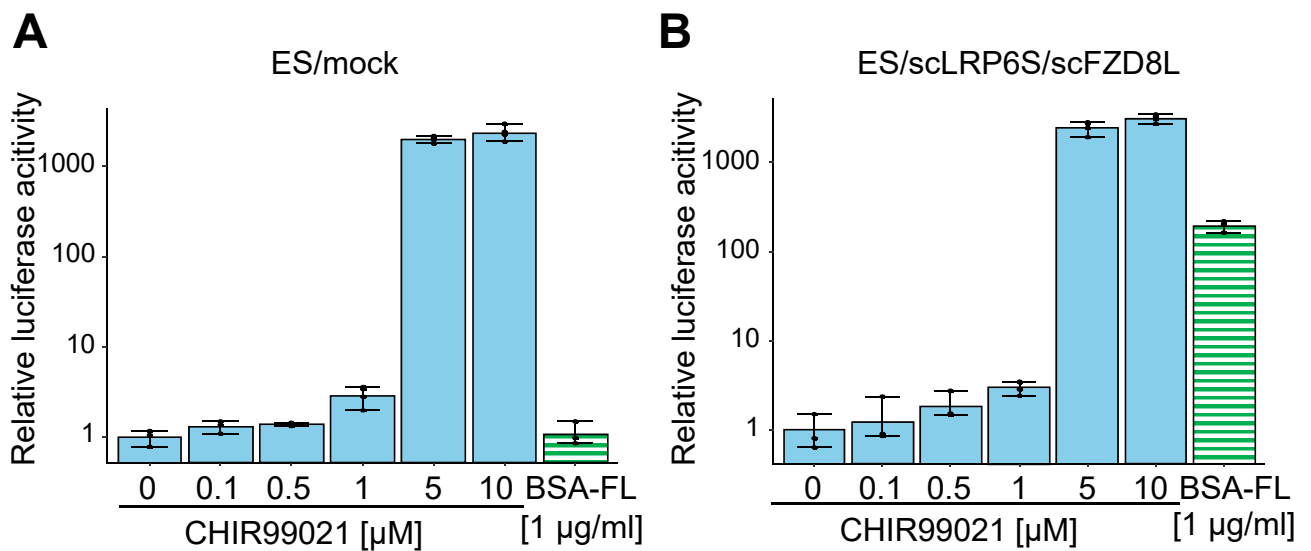 A
ES/mock
Relative luciferase acitivity
1000
100
10
1
0 0.1 0.5 1 5 10 BSA-FL
CHIR99021 [µM] [1 µg/ml]
B
ES/scLRP6S/scFZD8L
Relative luciferase acitivity
1000
100
10
1
0 0.1 0.5 1 5 10 BSA-FL
CHIR99021 [µM] [1 µg/ml]